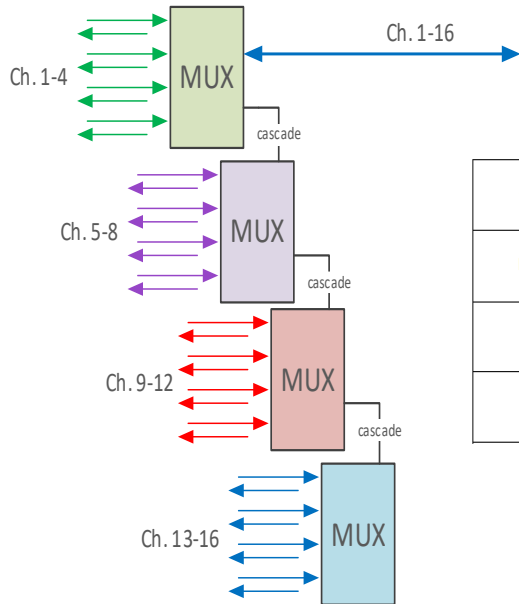 Ch. 1-16
Ch. 1-4
MUX
cascade
Ch. 5-8
MUX
cascade
Ch. 9-12
MUX
cascade
Ch. 13-16
MUX